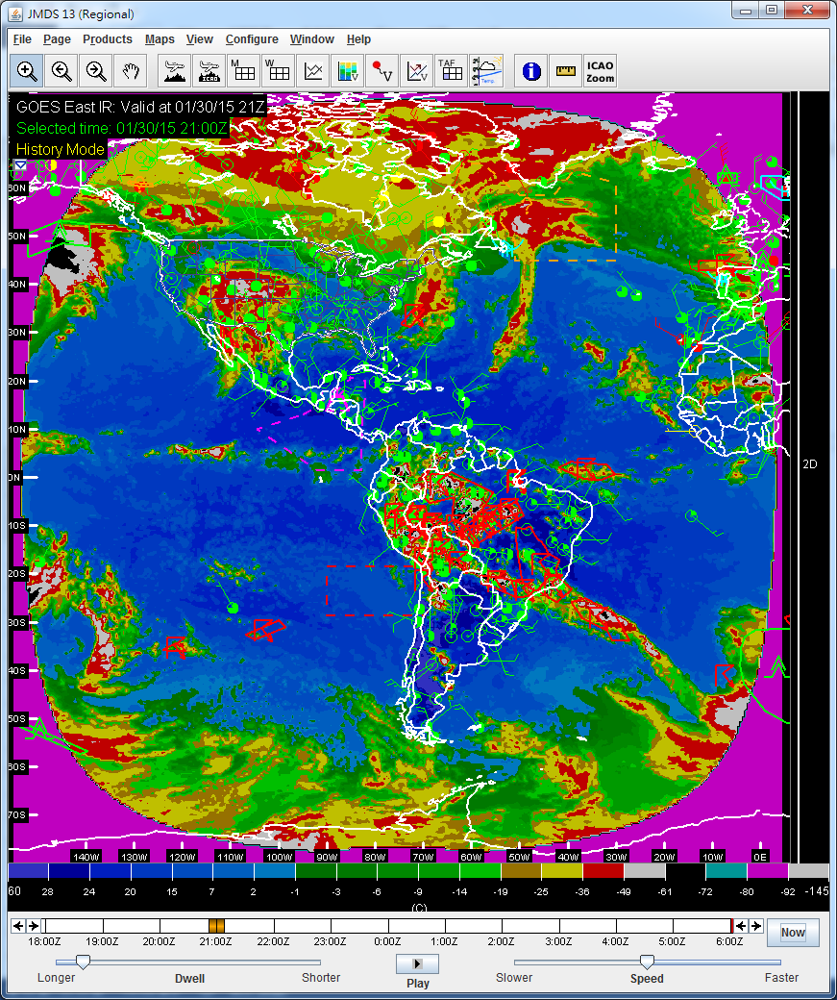 JMDS 13 (Regional)
File Page Products Maps View Configure Window Help
M W TAF Temp. ICAO
ICAO Zoom
GOES East IR: Valid at 01/30/15 21Z
Selected time: 01/30/15 21:00Z
History Mode
60N
50N
40N
30N
20N
10N
0N
10S
20S
30S
40S
50S
60S
70S
2D
140W 130W 120W 110W 100W 90W 80W 70W 60W 50W 40W 30W 20W 10W 0E
60 28 24 20 15 7 2 -1 -3 -6 -9 -14 -19 -25 -36 -49 -61 -72 -80 -92 -145
(C)
18:00Z 19:00Z 20:00Z 21:00Z 22:00Z 23:00Z 0:00Z 1:00Z 2:00Z 3:00Z 4:00Z 5:00Z 6:00Z
Now
Longer Dwell Shorter Play Slower Speed Faster